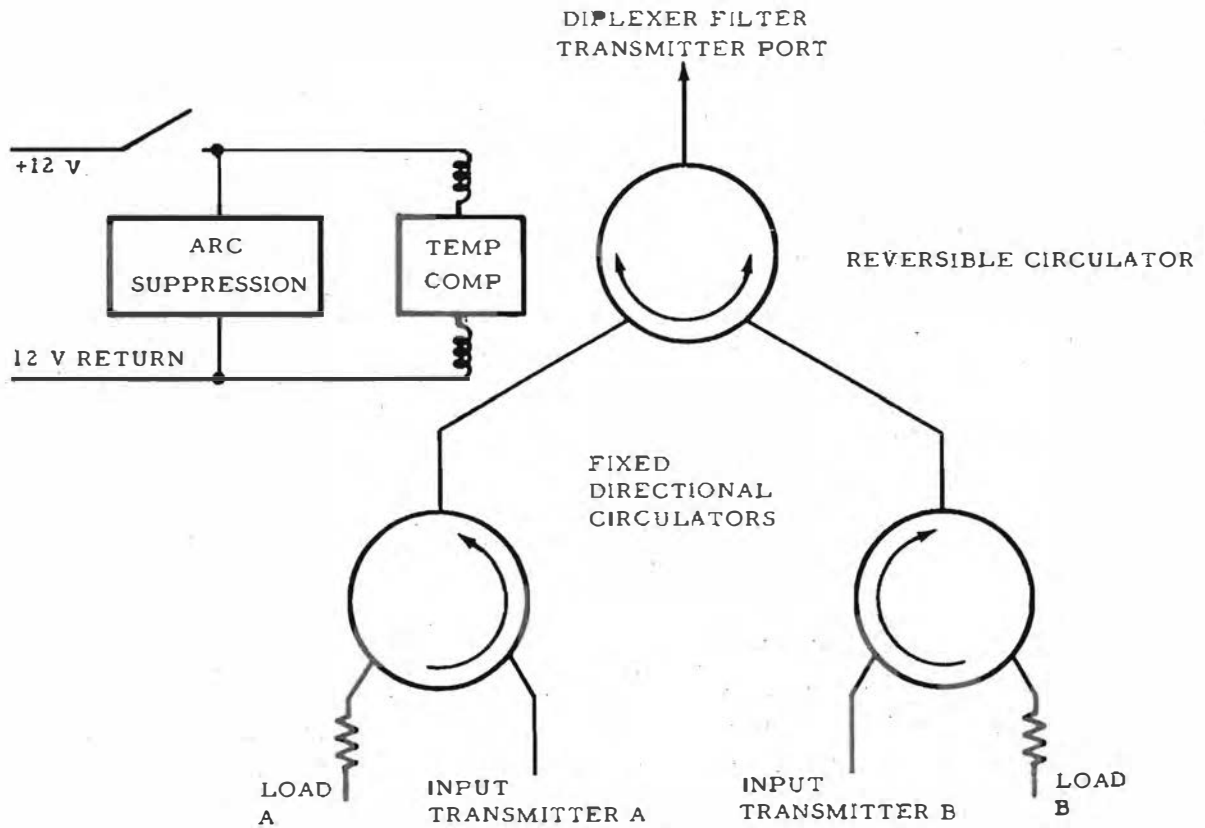 DIPLEXER FILTER
TRANSMITTER PORT
+12 V
ARC
SUPPRESSION
TEMP
COMP
12 V RETURN
REVERSIBLE CIRCULATOR
FIXED
DIRECTIONAL
CIRCULATORS
LOAD
A
INPUT
TRANSMITTER A
INPUT
TRANSMITTER B
LOAD
B